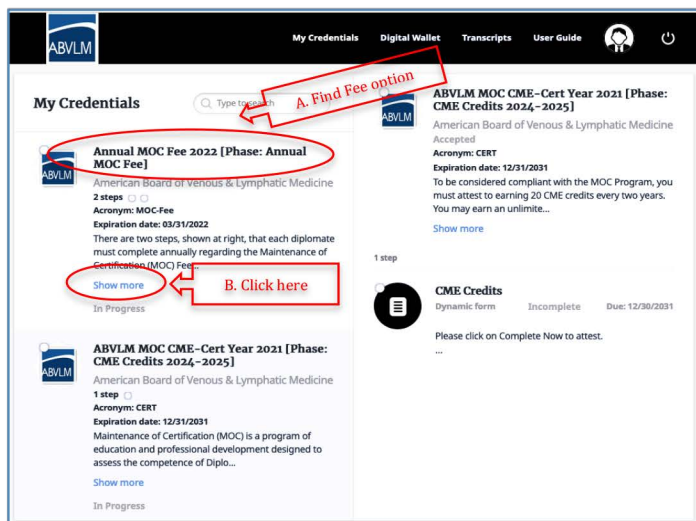 ABVLM
My Credentials
Digital Wallet
Transcripts
User Guide
My Credentials
Type to search
A. Find Fee option
ABVLM
Annual MOC Fee 2022 [Phase: Annual
MOC Fee]
American Board of Venous & Lymphatic Medicine
2 steps
Acronym: MOC-Fee
Expiration date: 03/31/2022
There are two steps, shown at right, that each diplomate
must complete annually regarding the Maintenance of
Certification (MOC) Fee...
Show more
B. Click here
In Progress
ABVLM
ABVLM MOC CME-Cert Year 2021 [Phase:
CME Credits 2024-2025]
American Board of Venous & Lymphatic Medicine
1 step
Acronym: CERT
Expiration date: 12/31/2031
Maintenance of Certification (MOC) is a program of
education and professional development designed to
assess the competence of Diplo...
Show more
In Progress
ABVLM
ABVLM MOC CME-Cert Year 2021 [Phase:
CME Credits 2024-2025]
American Board of Venous & Lymphatic Medicine
Accepted
Acronym: CERT
Expiration date: 12/31/2031
To be considered compliant with the MOC Program, you
must attest to earning 20 CME credits every two years.
You may earn an unlimite...
Show more
1 step
CME Credits
Dynamic form
Incomplete
Due: 12/30/2031
Please click on Complete Now to attest.
...